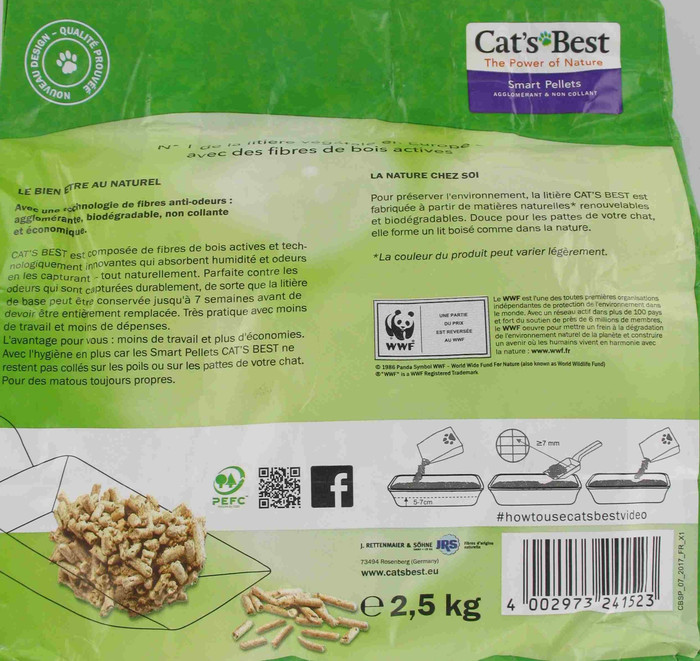 NOUVEAU DESIGN - QUALITÉ PROUVÉE
Cat's Best
The Power of Nature
Smart Pellets
AGGLOMÉRANT & NON COLLANT
N° 1 de la litière végétale en Europe
avec des fibres de bois actives
LE BIEN ÊTRE AU NATUREL
Avec une technologie de fibres anti-odeurs :
agglomérante, biodégradable, non collante
et économique.
CAT'S BEST est composée de fibres de bois actives et tech-
nologiquement innovantes qui absorbent humidité et odeurs
en les capturant - tout naturellement. Parfaite contre les
odeurs qui sont capturées durablement, de sorte que la litière
de base peut être conservée jusqu'à 7 semaines avant de
devoir être entièrement remplacée. Très pratique avec moins
de travail et moins de dépenses.
L'avantage pour vous : moins de travail et plus d'économies.
Avec l'hygiène en plus car les Smart Pellets CAT'S BEST ne
restent pas collés sur les poils ou sur les pattes de votre chat.
Pour des matous toujours propres.
LA NATURE CHEZ SOI
Pour préserver l'environnement, la litière CAT'S BEST est
fabriquée à partir de matières naturelles* renouvelables
et biodégradables. Douce pour les pattes de votre chat,
elle forme un lit boisé comme dans la nature.
*La couleur du produit peut varier légèrement.
WWF
UNE PARTIE
DU PRIX
EST REVERSÉE
AU WWF
Le WWF est l'une des toutes premières organisations
indépendantes de protection de l'environnement dans
le monde. Avec un réseau actif dans plus de 100 pays
et fort du soutien de près de 6 millions de membres,
le WWF oeuvre pour mettre un frein à la dégradation
de l'environnement naturel de la planète et construire
un avenir où les humains vivent en harmonie avec
la nature : www.wwf.fr
© 1986 Panda Symbol WWF - World Wide Fund For Nature (also known as World Wildlife Fund)
® "WWF" is a WWF Registered Trademark
PEFC
f
5-7cm
≥7 mm
#howtousecatsbestvideo
J. RETTENMAIER & SÖHNE
JRS
Fibres d'origine
naturelle
73494 Rosenberg (Germany)
www.catsbest.eu
e 2,5 kg
4 002973 241523
CBSP_07_2017_FR_X1